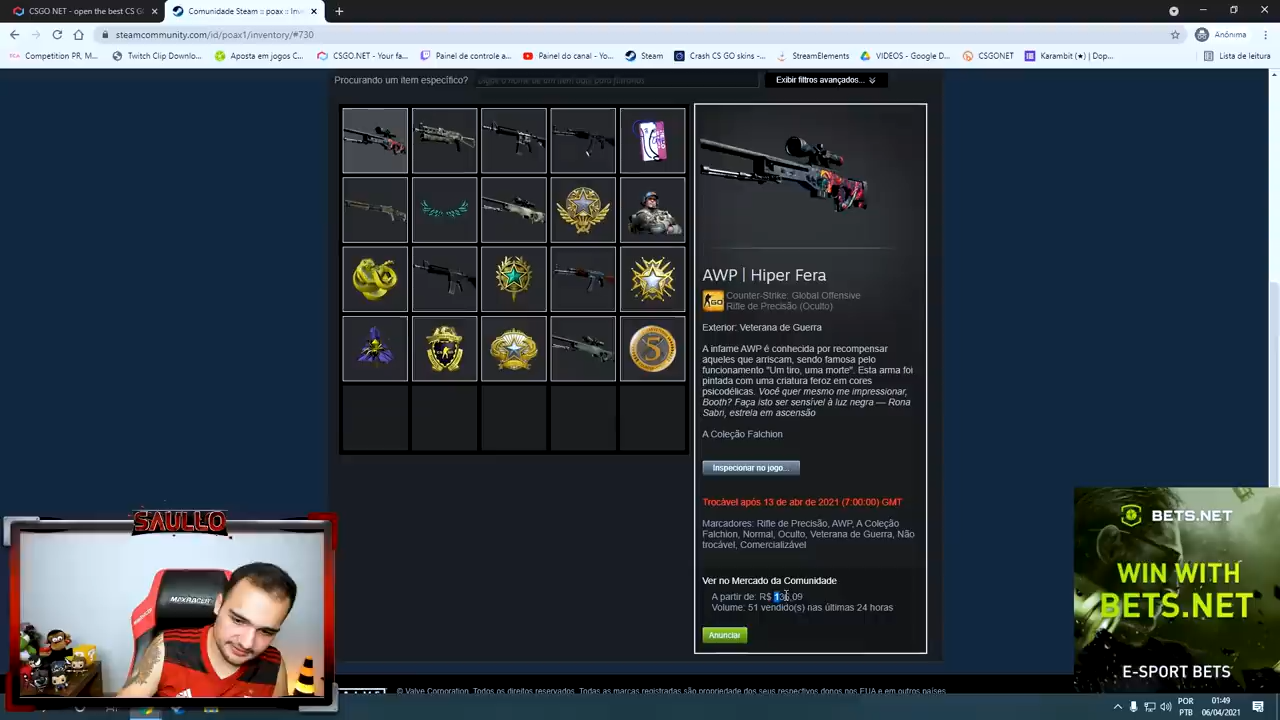 CSGO NET - open the best CS G
Comunidade Steam :: poax :: Inve
steamcommunity.com/id/poax1/inventory/#730
Anónima
Competition PR, M...
Twitch Clip Downlo...
Aposta em jogos C...
CSGO.NET - Your fa...
Painel de controle a...
Painel do canal - Yo...
Steam
Crash CS GO skins -...
StreamElements
VIDEOS - Google D...
CSGONET
Karambit (★) | Dop...
Lista de leitura
Procurando um item específico?
Exibir filtros avançados...
AWP | Hiper Fera
Counter-Strike: Global Offensive
Rifle de Precisão (Oculto)
Exterior: Veterana de Guerra
A infame AWP é conhecida por recompensar
aqueles que arriscam, sendo famosa pelo
funcionamento "Um tiro, uma morte". Esta arma foi
pintada com uma criatura feroz em cores
psicodélicas. Você quer mesmo me impressionar,
Booth? Faça isto ser sensível à luz negra — Rona
Sabri, estrela em ascensão
A Coleção Falchion
Inspecionar no jogo...
Trocável após 13 de abr de 2021 (7:00:00) GMT
Marcadores: Rifle de Precisão, AWP, A Coleção
Falchion, Normal, Oculto, Veterana de Guerra, Não
trocável, Comercializável
Ver no Mercado da Comunidade
A partir de: R$
Volume: 51 vendido(s) nas últimas 24 horas
Anunciar
© Valve Corporation. Todos os direitos reservados. Todas as marcas registradas são propriedade dos seus respectivos donos nos EUA e em outros países
SAULLO
MAXRACER
BETS.NET
WIN WITH
BETS.NET
E-SPORT BETS
5
POR
PTB
01:49
06/04/2021